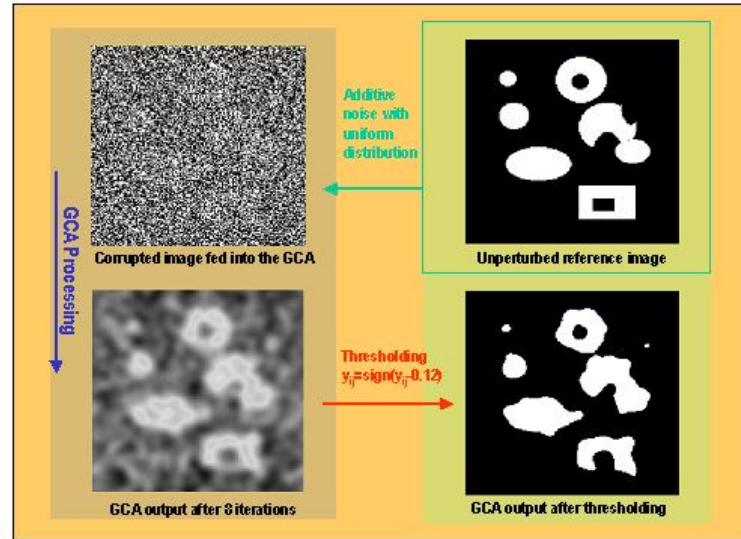 Additive
noise with
uniform
distribution
Corrupted image fed into the GCA
Unperturbed reference image
GCA Processing
Thresholding
yij=sign(yij-0.12)
GCA output after 8 iterations
GCA output after thresholding